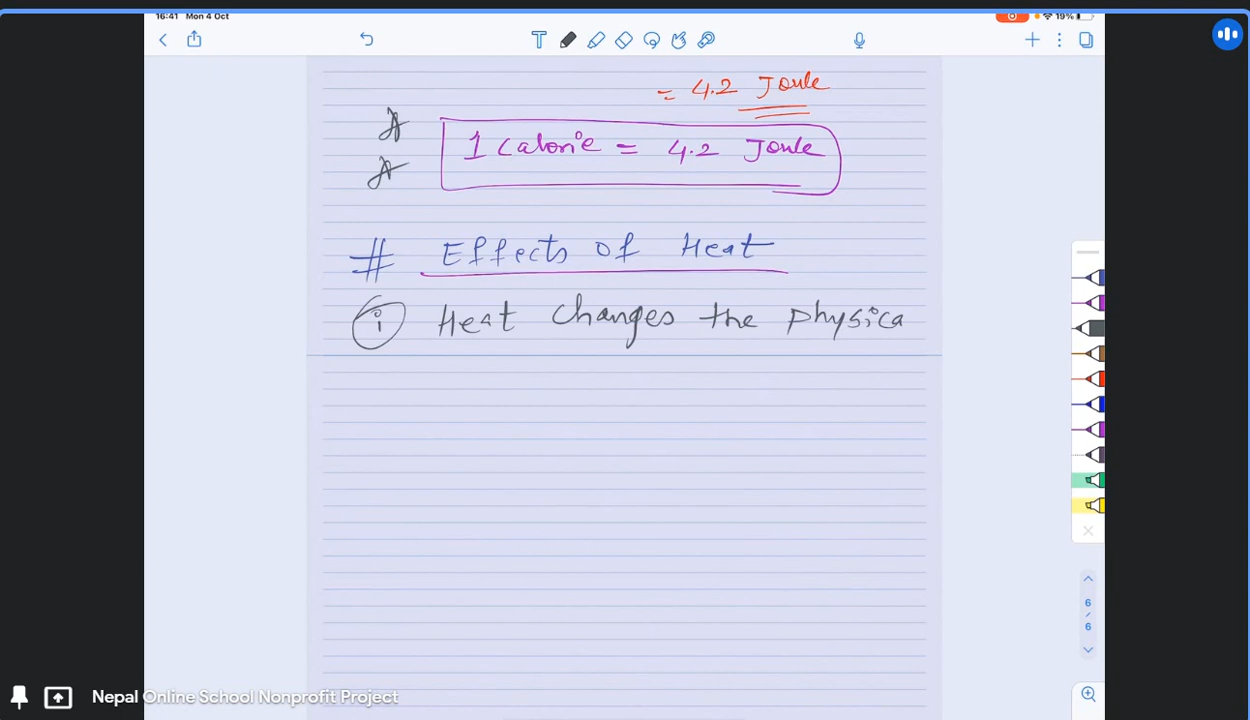 16:41 Mon 4 Oct
19%
= 4.2 Joule
1 Calorie = 4.2 Joule
# Effects of Heat
i Heat changes the physica
6
/
6
Nepal Online School Nonprofit Project